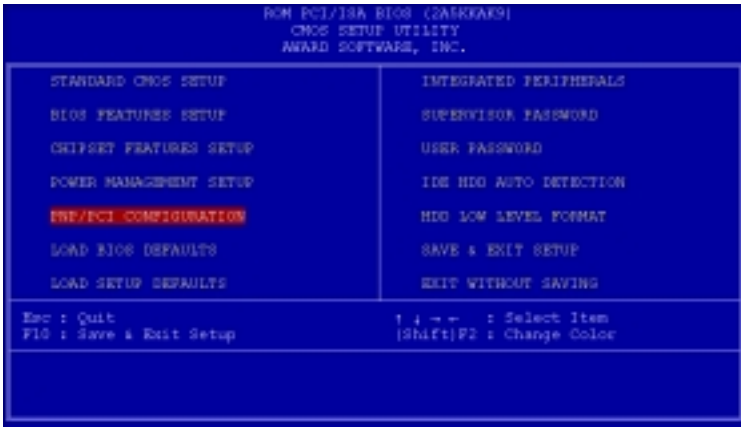 ROM PCI/ISA BIOS (2A5KKAK9)
CMOS SETUP UTILITY
AWARD SOFTWARE, INC.
STANDARD CMOS SETUP
BIOS FEATURES SETUP
CHIPSET FEATURES SETUP
POWER MANAGEMENT SETUP
PNP/PCI CONFIGURATION
LOAD BIOS DEFAULTS
LOAD SETUP DEFAULTS
INTEGRATED PERIPHERALS
SUPERVISOR PASSWORD
USER PASSWORD
IDE HDD AUTO DETECTION
HDD LOW LEVEL FORMAT
SAVE & EXIT SETUP
EXIT WITHOUT SAVING
Esc : Quit
F10 : Save & Exit Setup
↑ ↓ → ← : Select Item
(Shift)F2 : Change Color